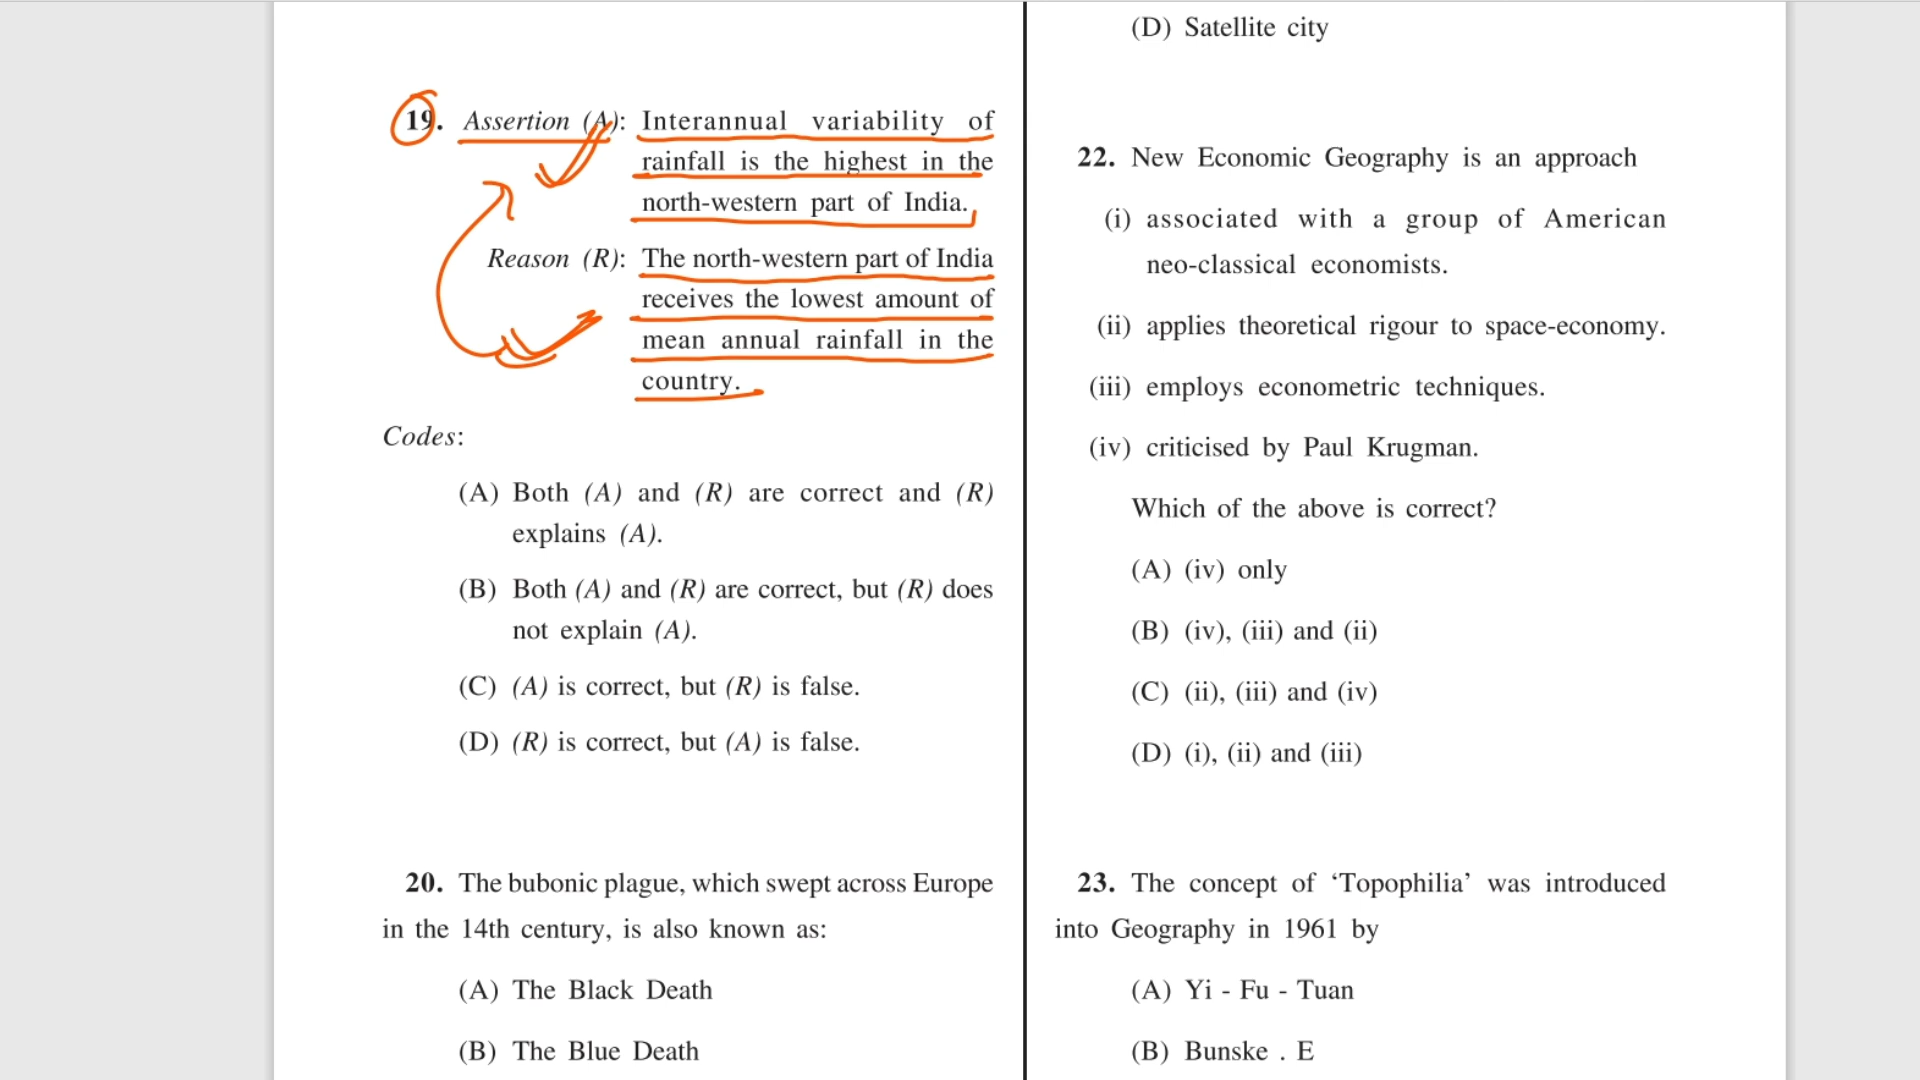 19. Assertion (A): Interannual variability of
rainfall is the highest in the
north-western part of India.
Reason (R): The north-western part of India
receives the lowest amount of
mean annual rainfall in the
country.
Codes:
(A) Both (A) and (R) are correct and (R)
explains (A).
(B) Both (A) and (R) are correct, but (R) does
not explain (A).
(C) (A) is correct, but (R) is false.
(D) (R) is correct, but (A) is false.
20. The bubonic plague, which swept across Europe
in the 14th century, is also known as:
(A) The Black Death
(B) The Blue Death
(D) Satellite city
22. New Economic Geography is an approach
(i) associated with a group of American
neo-classical economists.
(ii) applies theoretical rigour to space-economy.
(iii) employs econometric techniques.
(iv) criticised by Paul Krugman.
Which of the above is correct?
(A) (iv) only
(B) (iv), (iii) and (ii)
(C) (ii), (iii) and (iv)
(D) (i), (ii) and (iii)
23. The concept of ‘Topophilia’ was introduced
into Geography in 1961 by
(A) Yi - Fu - Tuan
(B) Bunske . E